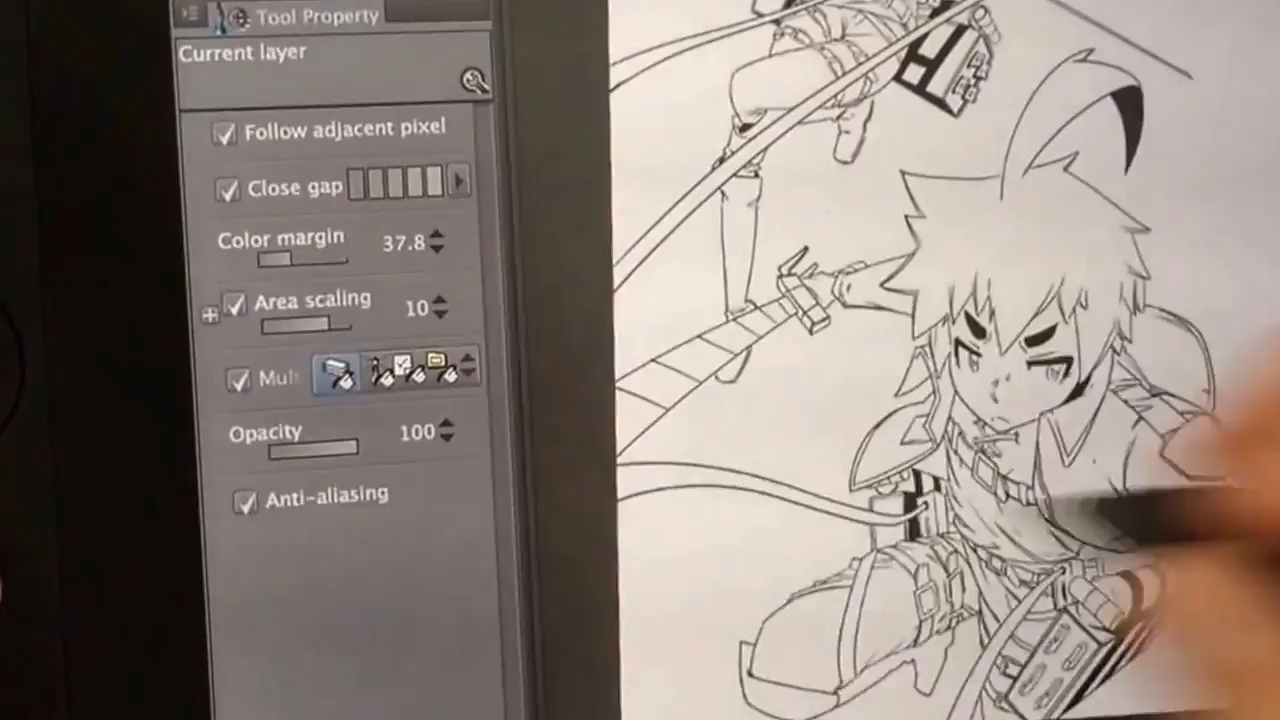 Tool Property
Current layer
Follow adjacent pixel
Close gap
Color margin 37.8
Area scaling 10
Opacity 100
Anti-aliasing